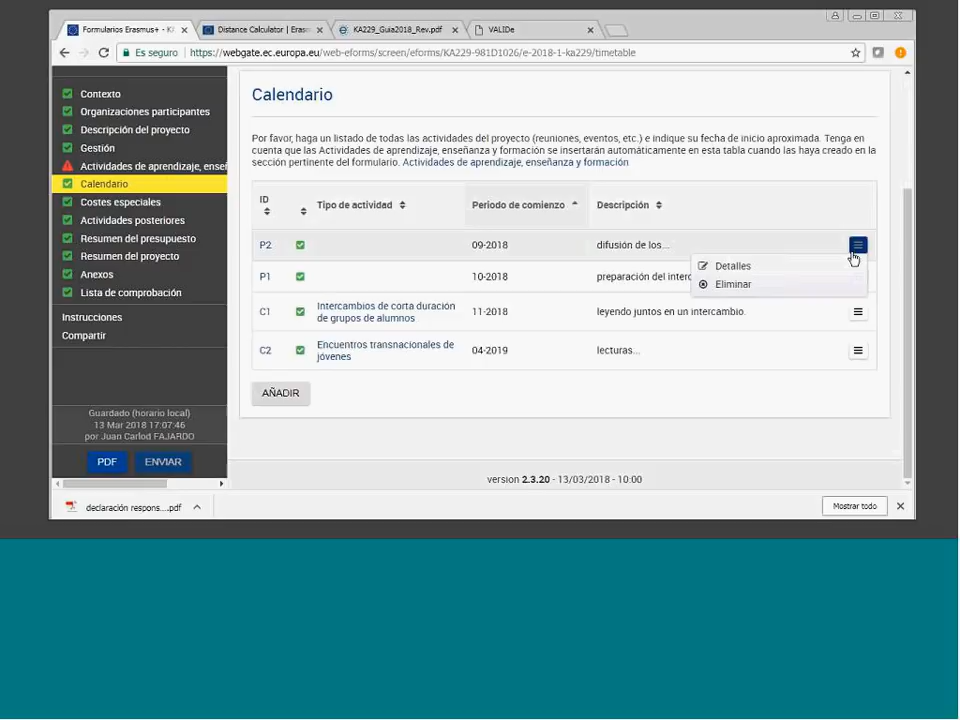 Formularios Erasmus+ - KA
Distance Calculator | Erasm
KA229_Guia2018_Rev.pdf
VALIDe
Es seguro
https://webgate.ec.europa.eu/web-eforms/screen/eforms/KA229-981D1026/e-2018-1-ka229/timetable
Contexto
Organizaciones participantes
Descripción del proyecto
Gestión
Actividades de aprendizaje, enseñ
Calendario
Costes especiales
Actividades posteriores
Resumen del presupuesto
Resumen del proyecto
Anexos
Lista de comprobación
Instrucciones
Compartir
Guardado (horario local)
13 Mar 2018 17:07:46
por Juan Carlod FAJARDO
PDF
ENVIAR
Calendario
Por favor, haga un listado de todas las actividades del proyecto (reuniones, eventos, etc.) e indique su fecha de inicio aproximada. Tenga en
cuenta que las Actividades de aprendizaje, enseñanza y formación se insertarán automáticamente en esta tabla cuando las haya creado en la
sección pertinente del formulario. Actividades de aprendizaje, enseñanza y formación
ID Tipo de actividad Periodo de comienzo Descripción
P2 09-2018 difusión de los...
Detalles
Eliminar
P1 10-2018 preparación del interc
C1 Intercambios de corta duración
de grupos de alumnos 11-2018 leyendo juntos en un intercambio.
C2 Encuentros transnacionales de
jóvenes 04-2019 lecturas...
AÑADIR
version 2.3.20 - 13/03/2018 - 10:00
declaración respons....pdf
Mostrar todo